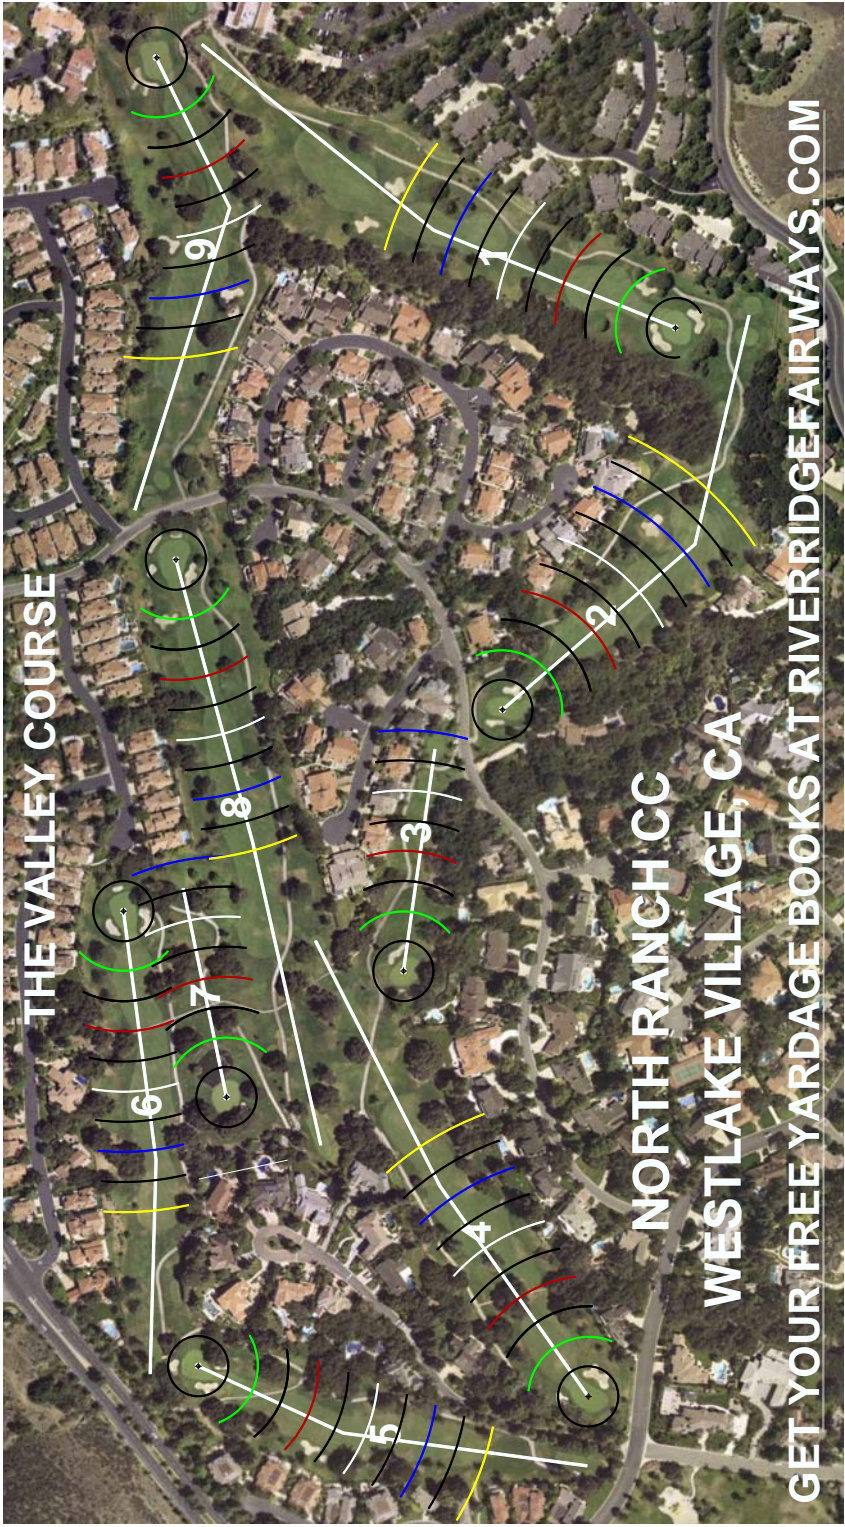 THE VALLEY COURSE
9
1
2
8
3
7
6
4
5
NORTH RANCH CC
WESTLAKE VILLAGE, CA
GET YOUR FREE YARDAGE BOOKS AT RIVERRIDGEFAIRWAYS.COM